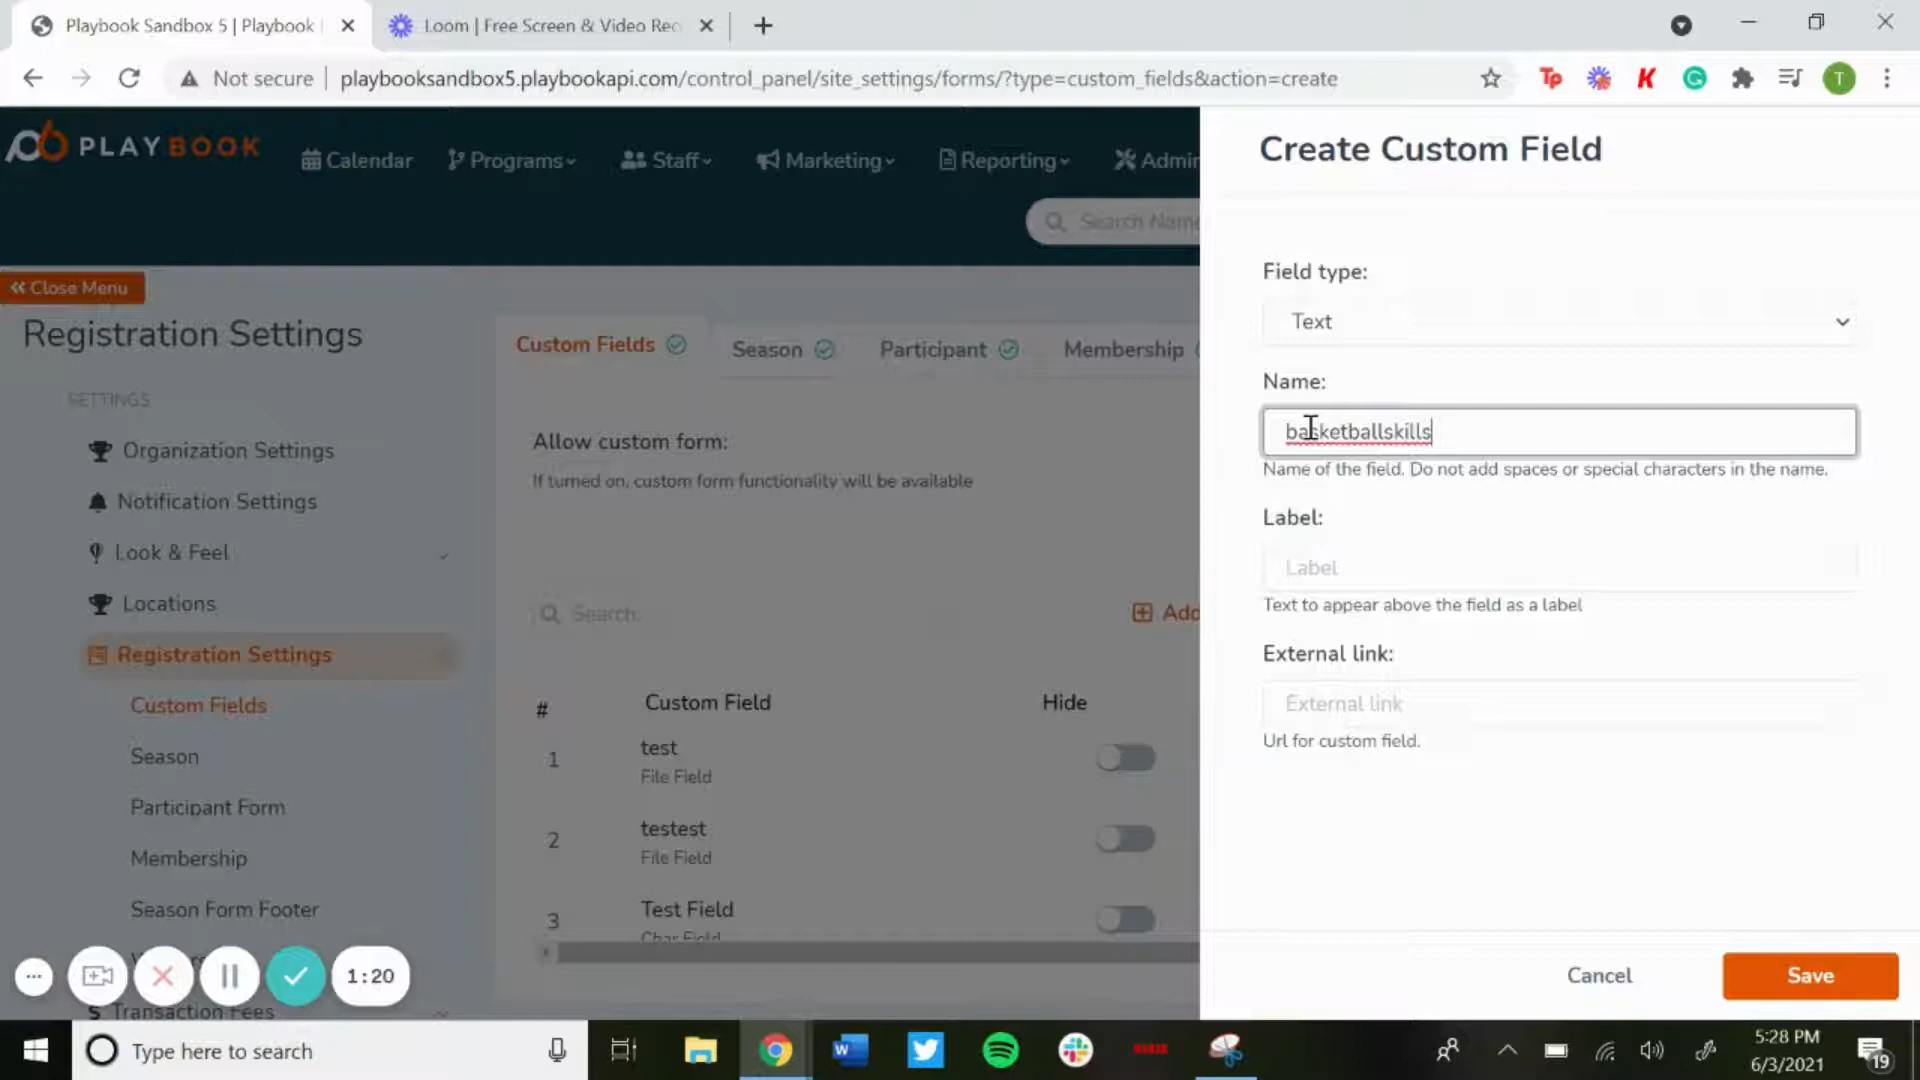 Playbook Sandbox 5 | Playbook
Loom | Free Screen & Video Rec
Not secure
playbooksandbox5.playbookapi.com/control_panel/site_settings/forms/?type=custom_fields&action=create
T
PLAYBOOK
Calendar
Programs
Staff
Marketing
Reporting
Admin
Search Name
Close Menu
Registration Settings
SETTINGS
Organization Settings
Notification Settings
Look & Feel
Locations
Registration Settings
Custom Fields
Season
Participant Form
Membership
Season Form Footer
Transaction Fees
1:20
Custom Fields
Season
Participant
Membership
Allow custom form:
If turned on, custom form functionality will be available
Search
Add
# Custom Field Hide
1 test
File Field
2 testest
File Field
3 Test Field
Char Field
Create Custom Field
Field type:
Text
Name:
basketballskills
Name of the field. Do not add spaces or special characters in the name.
Label:
Label
Text to appear above the field as a label
External link:
External link
Url for custom field.
Cancel
Save
Type here to search
5:28 PM
6/3/2021
19